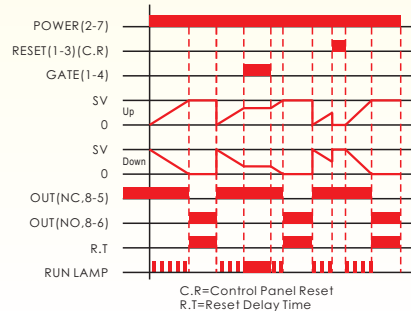 POWER(2-7)
RESET(1-3)(C.R)
GATE(1-4)
SV
Up
0
SV
Down
0
OUT(NC,8-5)
OUT(NO,8-6)
R.T
RUN LAMP
C.R=Control Panel Reset
R.T=Reset Delay Time